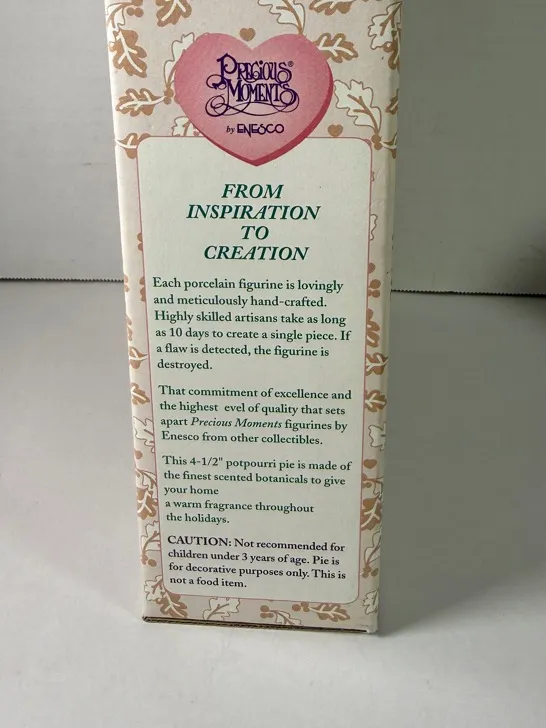 PRECIOUS®
MOMENTS
by ENESCO
FROM
INSPIRATION
TO
CREATION
Each porcelain figurine is lovingly
and meticulously hand-crafted.
Highly skilled artisans take as long
as 10 days to create a single piece. If
a flaw is detected, the figurine is
destroyed.
That commitment of excellence and
the highest evel of quality that sets
apart Precious Moments figurines by
Enesco from other collectibles.
This 4-1/2" potpourri pie is made of
the finest scented botanicals to give
your home
a warm fragrance throughout
the holidays.
CAUTION: Not recommended for
children under 3 years of age. Pie is
for decorative purposes only. This is
not a food item.